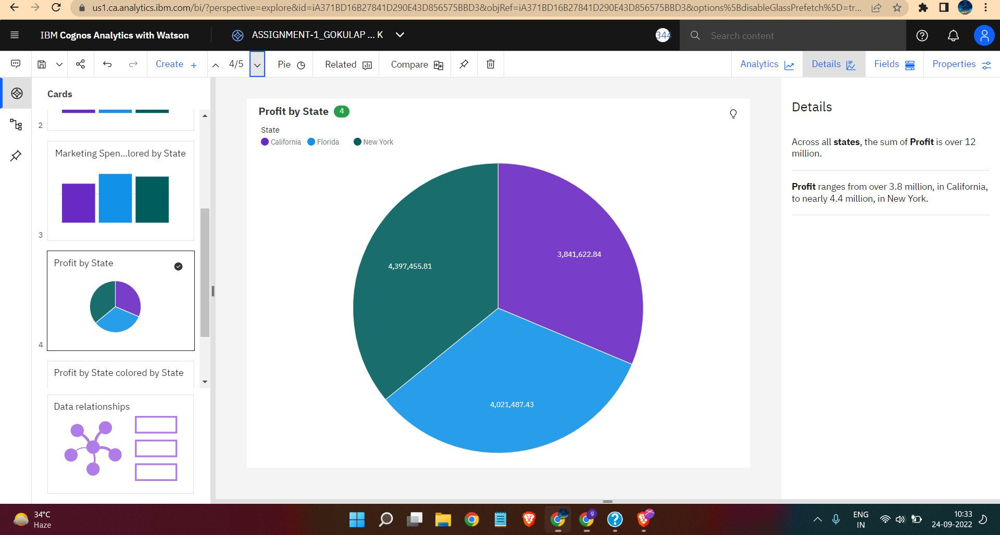 us1.ca.analytics.ibm.com/bi/?perspective=explore&id=iA371BD16B27841D290E43D856575BBD3&objRef=iA371BD16B27841D290E43D856575BBD3&options%5BdisableGlassPrefetch%5D=tr...
IBM Cognos Analytics with Watson
ASSIGNMENT-1_GOKULAP ... K
344
Search content
Create +
4/5
Pie
Related
Compare
Analytics
Details
Fields
Properties
Cards
2
Marketing Spen...lored by State
3
Profit by State
4
Profit by State colored by State
Data relationships
Profit by State 4
State
California Florida New York
4,397,455.81
3,841,622.84
4,021,487.43
Details
Across all states, the sum of Profit is over 12
million.
Profit ranges from over 3.8 million, in California,
to nearly 4.4 million, in New York.
34°C
Haze
g
ENG
IN
10:33
24-09-2022